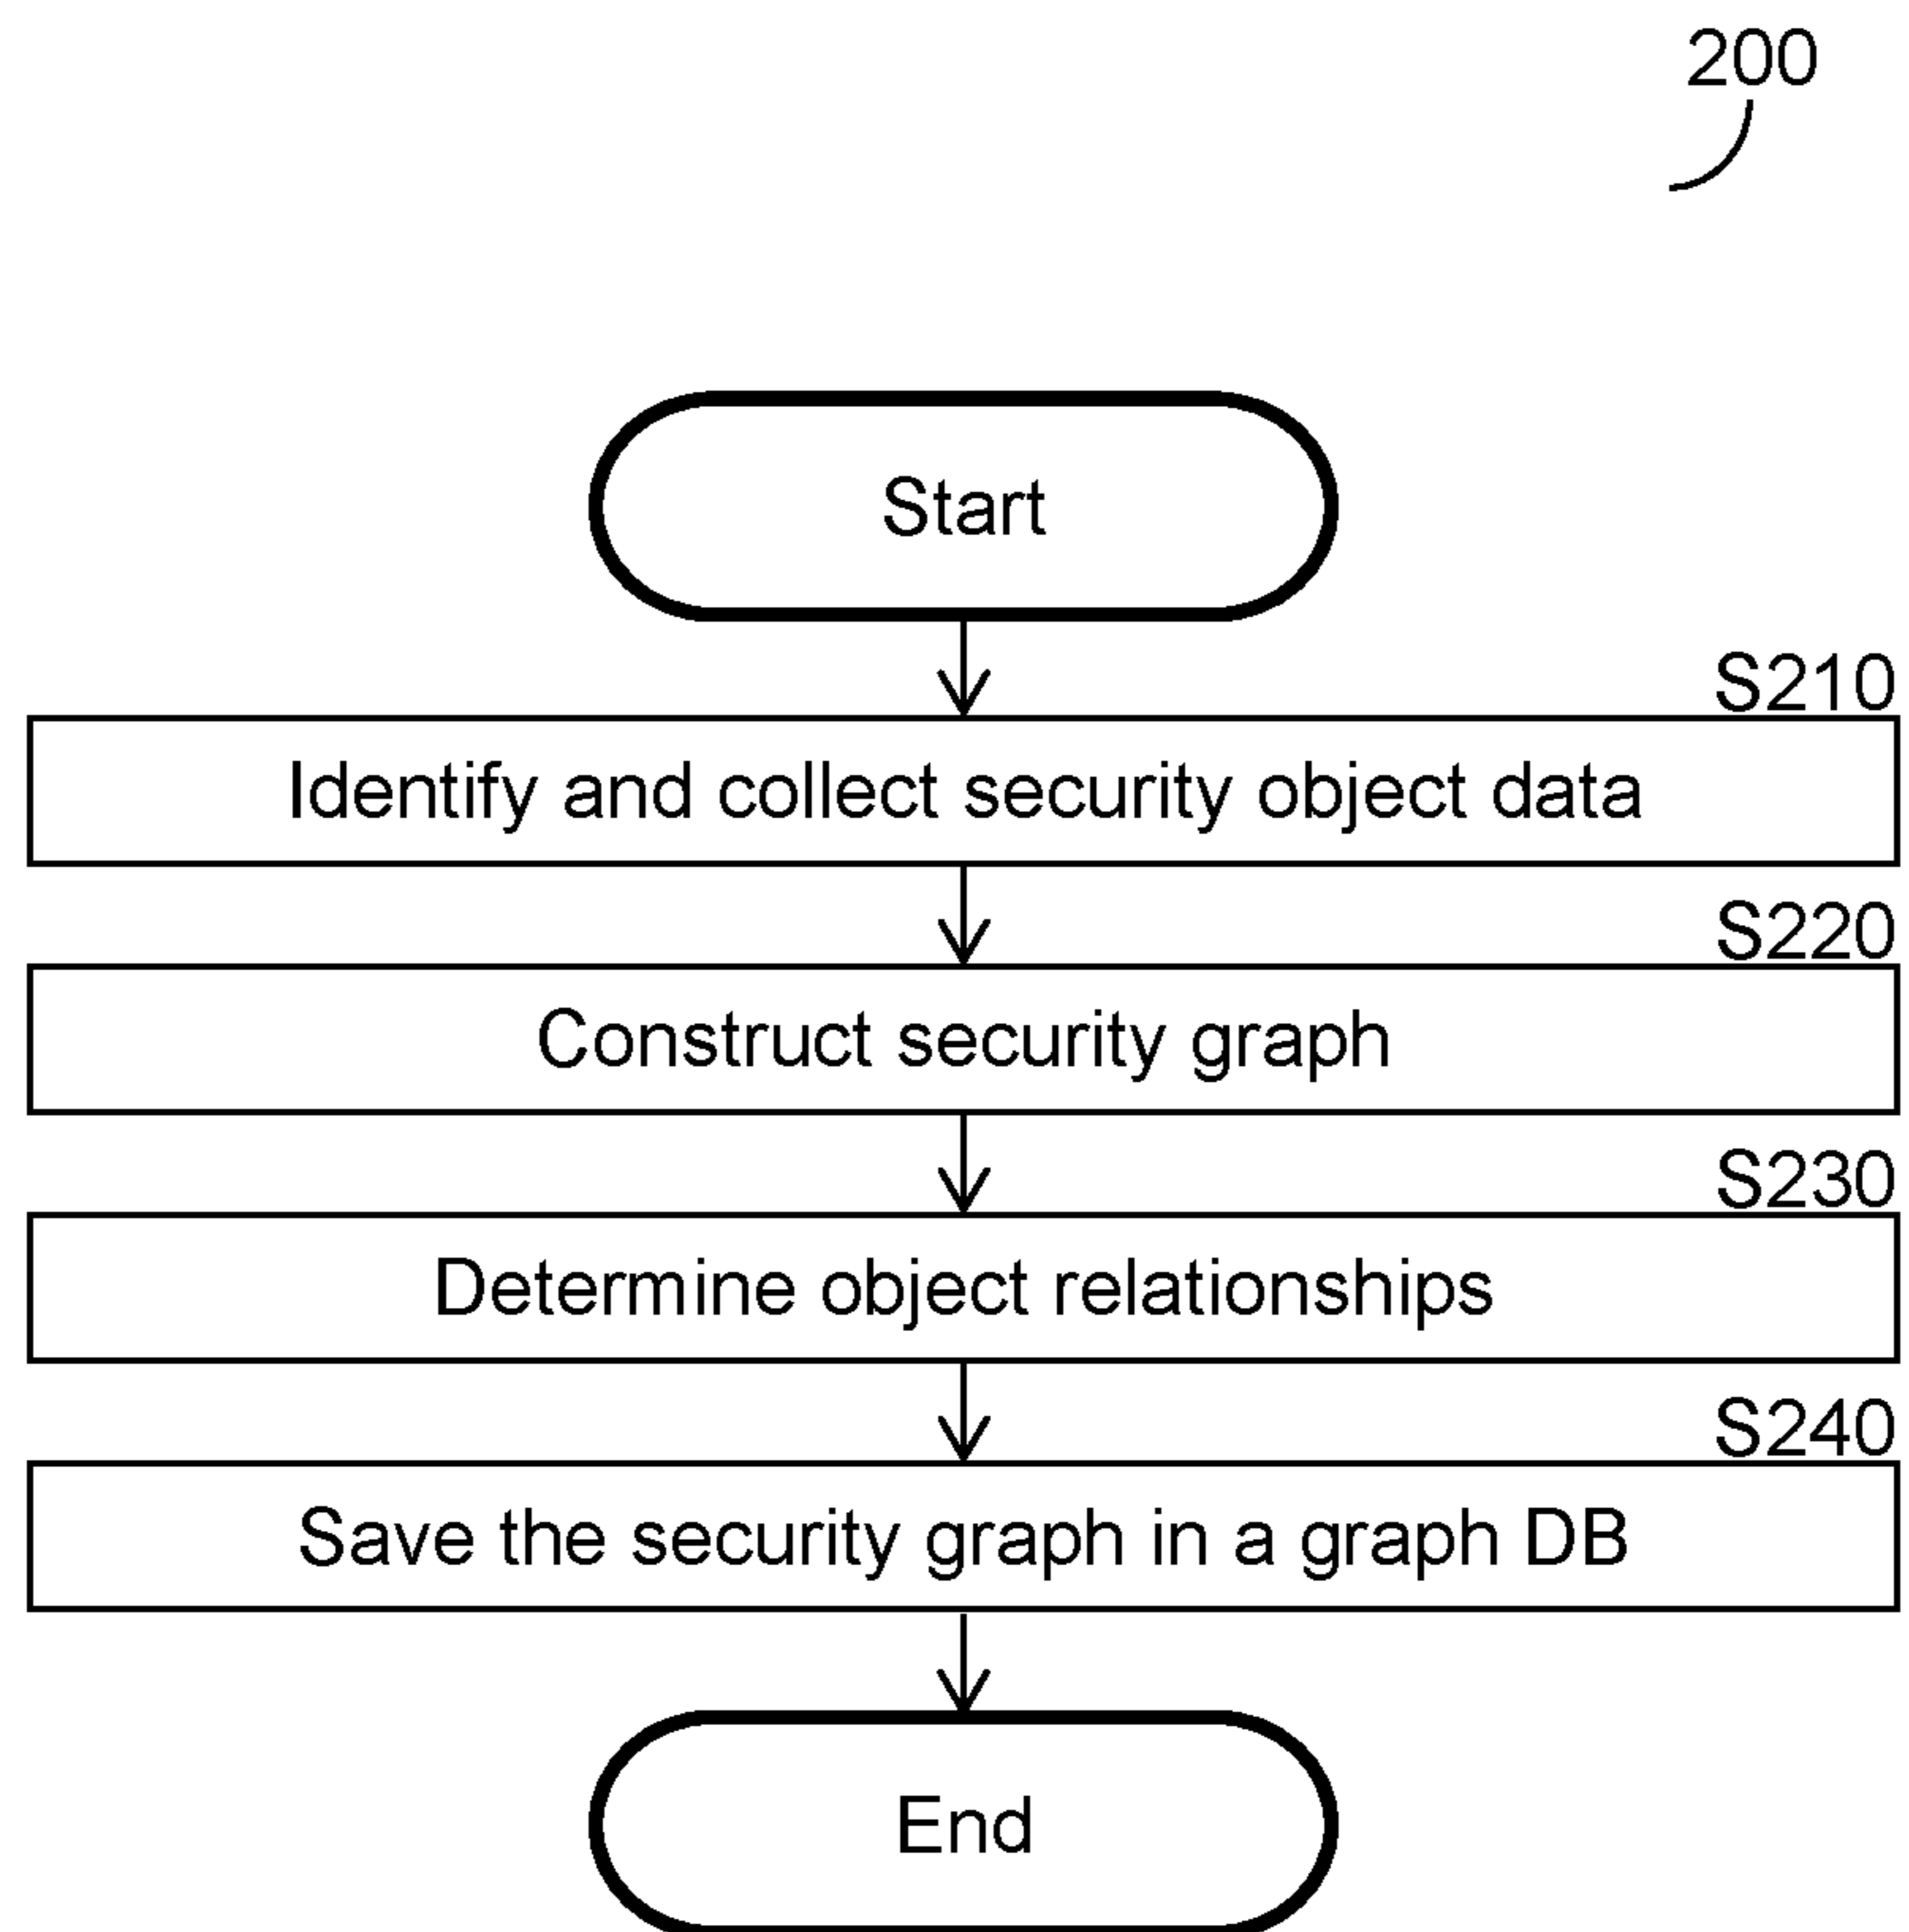 200
Start
S210
Identify and collect security object data
S220
Construct security graph
S230
Determine object relationships
S240
Save the security graph in a graph DB
End